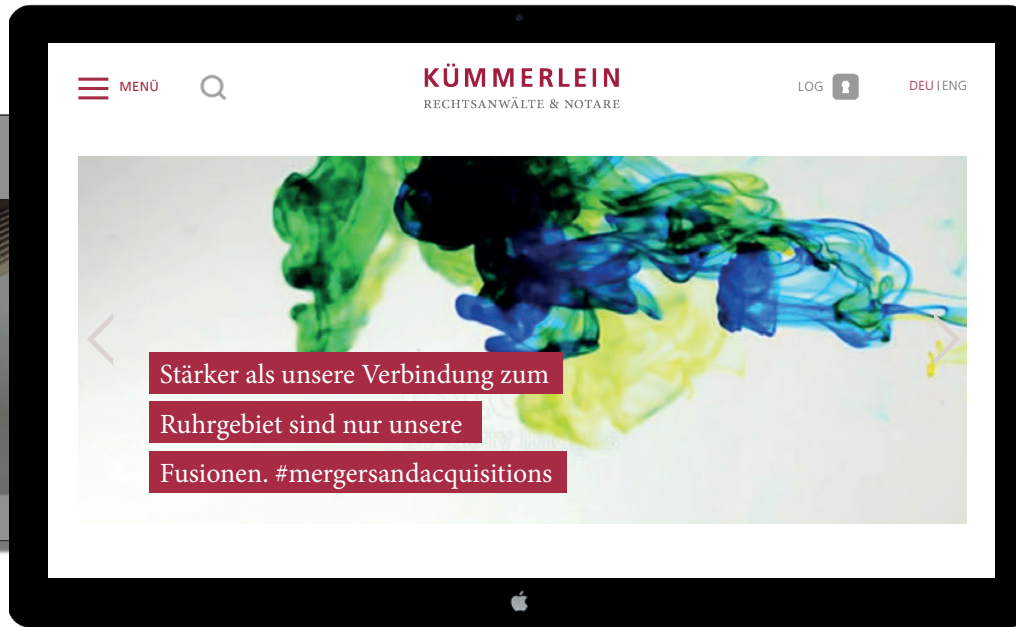 MENÜ
KÜMMERLEIN
RECHTSANWÄLTE & NOTARE
LOG
DEU | ENG
Stärker als unsere Verbindung zum
Ruhrgebiet sind nur unsere
Fusionen. #mergersandacquisitions